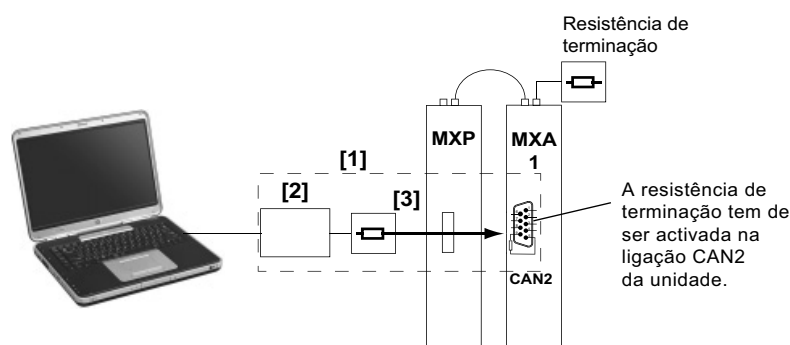 Resistência de
terminação
MXP
MXA
1
[1]
[2]
[3]
A resistência de
terminação tem de
ser activada na
ligação CAN2
da unidade.
CAN2